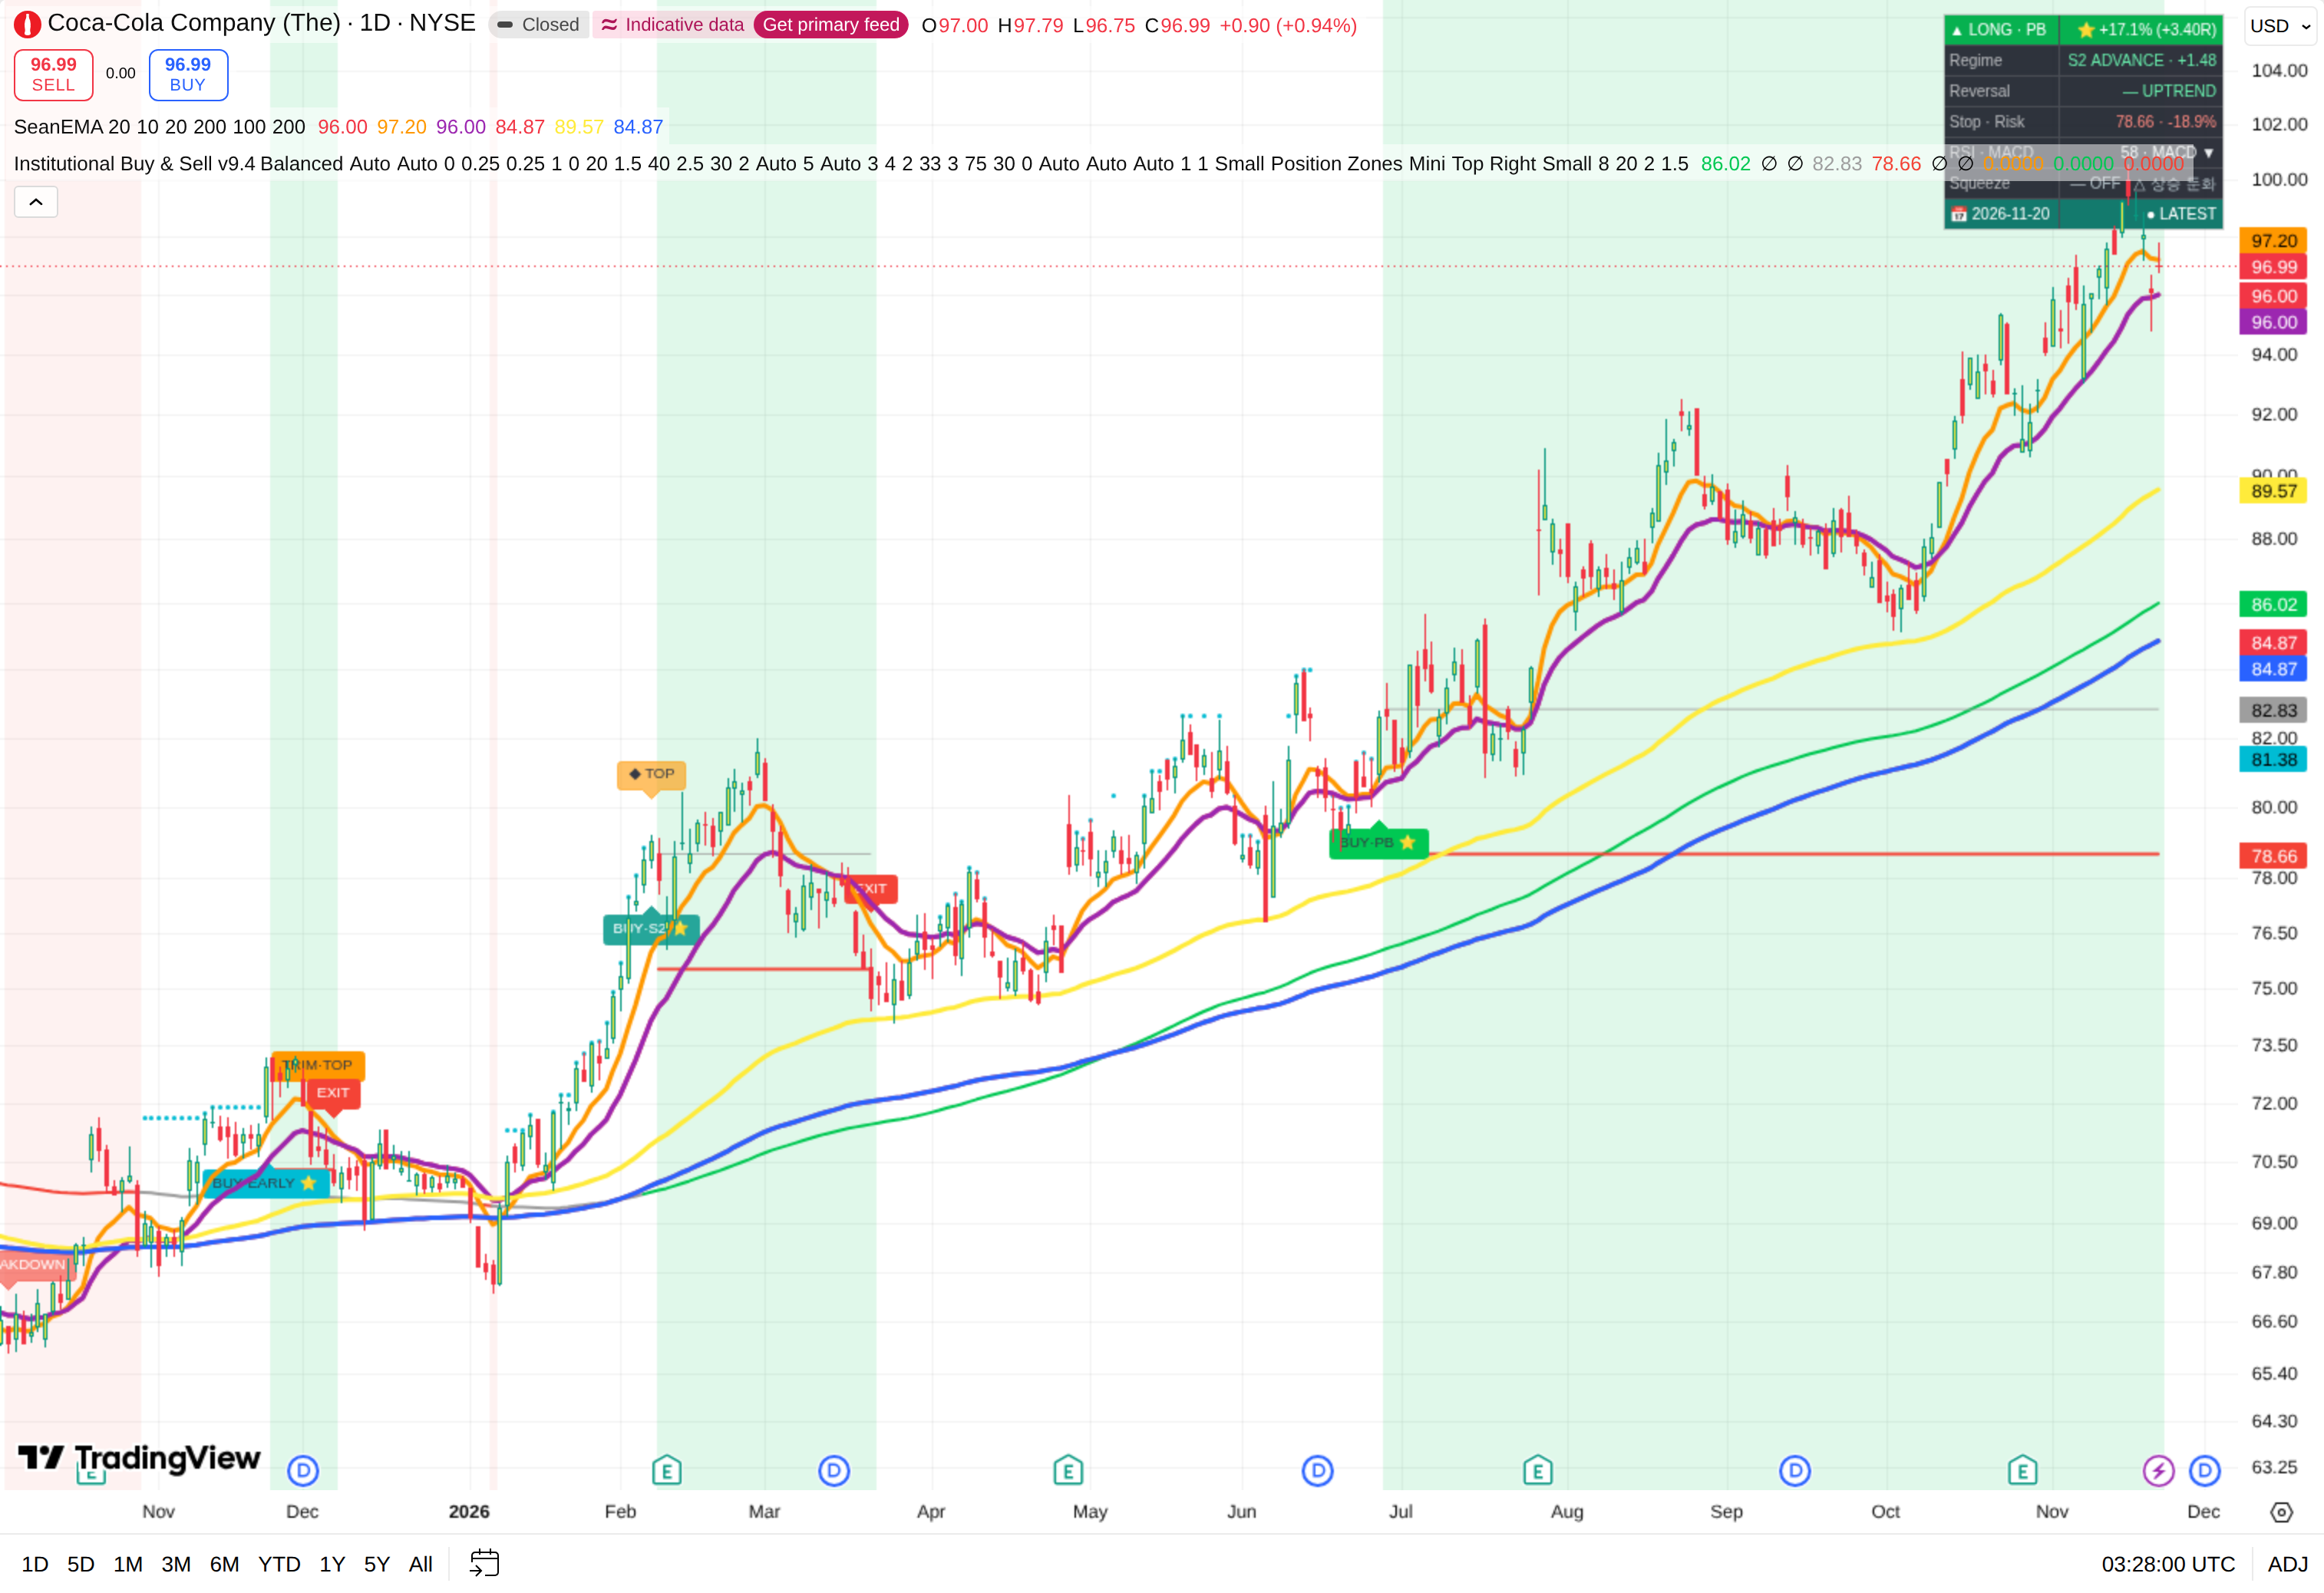 Coca-Cola Company (The) · 1D · NYSE Closed Indicative data Get primary feed O97.00 H97.79 L96.75 C96.99 +0.90 (+0.94%)
96.99 SELL 0.00 96.99 BUY
SeanEMA 20 10 20 200 100 200 96.00 97.20 96.00 84.87 89.57 84.87
Institutional Buy & Sell v9.4 Balanced Auto Auto 0 0.25 0.25 1 0 20 1.5 40 2.5 30 2 Auto 5 Auto 3 4 2 33 3 75 30 0 Auto Auto Auto 1 1 Small Position Zones Mini Top Right Small 8 20 2 1.5 86.02 ∅ ∅ 82.83 78.66 ∅ ∅ 0.0000 0.0000 0.0000
▲ LONG · PB ⭐ +17.1% (+3.40R)
Regime S2 ADVANCE · +1.48
Reversal — UPTREND
Stop · Risk 78.66 · -18.9%
RSI · MACD 58 · MACD ▼
Squeeze — OFF △ 상승 둔화
📅 2026-11-20 ● LATEST
USD
104.00
102.00
100.00
97.20
96.99
96.00
96.00
94.00
92.00
90.00
89.57
88.00
86.02
84.87
84.87
82.83
82.00
81.38
80.00
78.66
78.00
76.50
75.00
73.50
72.00
70.50
69.00
67.80
66.60
65.40
64.30
63.25
◆ TOP
BUY-PB ⭐
EXIT
BUY-S2 ⭐
TRIM-TOP
EXIT
BUY-EARLY ⭐
AKDOWN
TradingView
E D E D E D E D E D
Nov Dec 2026 Feb Mar Apr May Jun Jul Aug Sep Oct Nov Dec
1D 5D 1M 3M 6M YTD 1Y 5Y All 03:28:00 UTC ADJ